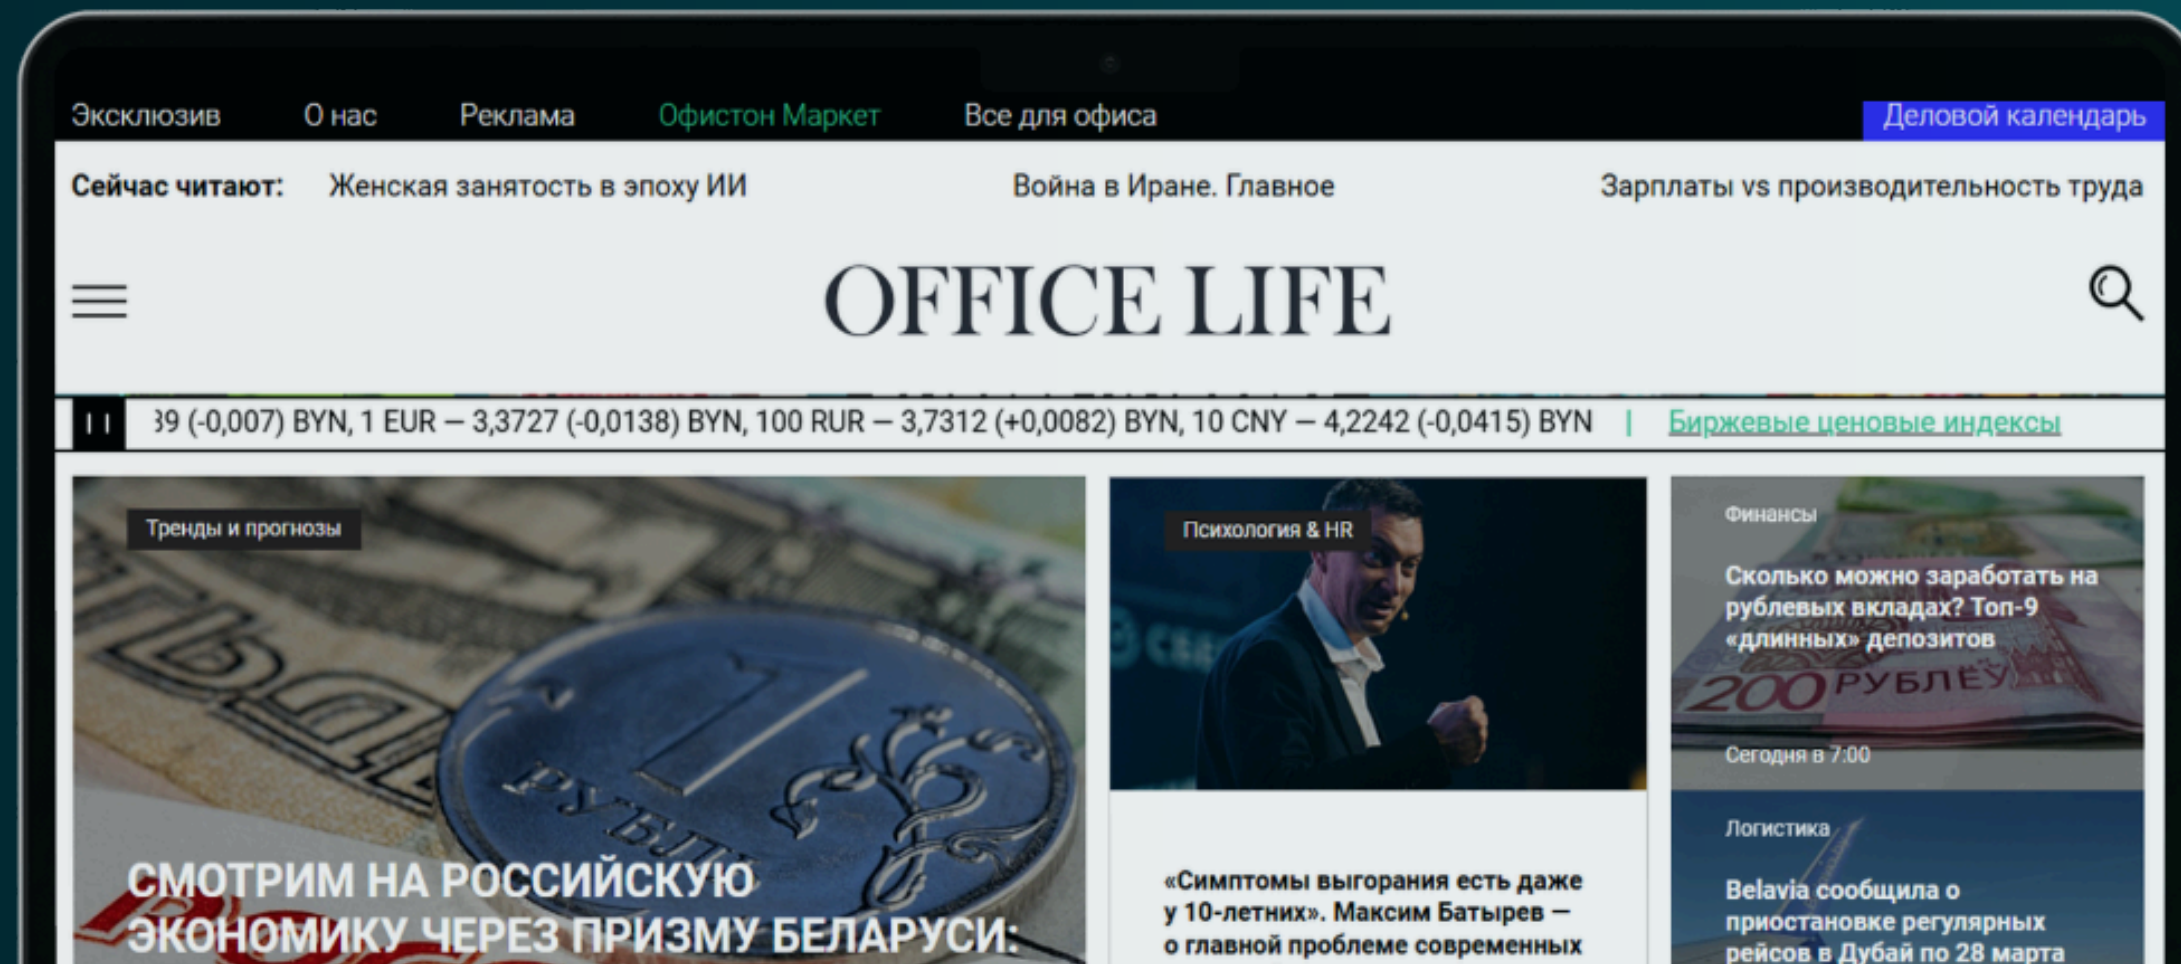 Эксклюзив О нас Реклама Офистон Маркет Все для офиса Деловой календарь
Сейчас читают: Женская занятость в эпоху ИИ Война в Иране. Главное Зарплаты vs производительность труда
OFFICE LIFE
39 (-0,007) BYN, 1 EUR — 3,3727 (-0,0138) BYN, 100 RUR — 3,7312 (+0,0082) BYN, 10 CNY — 4,2242 (-0,0415) BYN | Биржевые ценовые индексы
Тренды и прогнозы
1
РУБЛЬ
СМОТРИМ НА РОССИЙСКУЮ
ЭКОНОМИКУ ЧЕРЕЗ ПРИЗМУ БЕЛАРУСИ:
Психология & HR
«Симптомы выгорания есть даже
у 10-летних». Максим Батырев —
о главной проблеме современных
Финансы
Сколько можно заработать на
рублевых вкладах? Топ-9
«длинных» депозитов
200 РУБЛЁЎ
Сегодня в 7:00
Логистика
Belavia сообщила о
приостановке регулярных
рейсов в Дубай по 28 марта